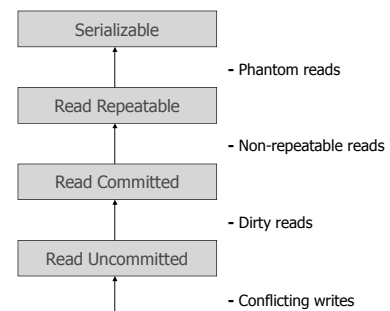 Serializable
- Phantom reads
Read Repeatable
- Non-repeatable reads
Read Committed
- Dirty reads
Read Uncommitted
- Conflicting writes